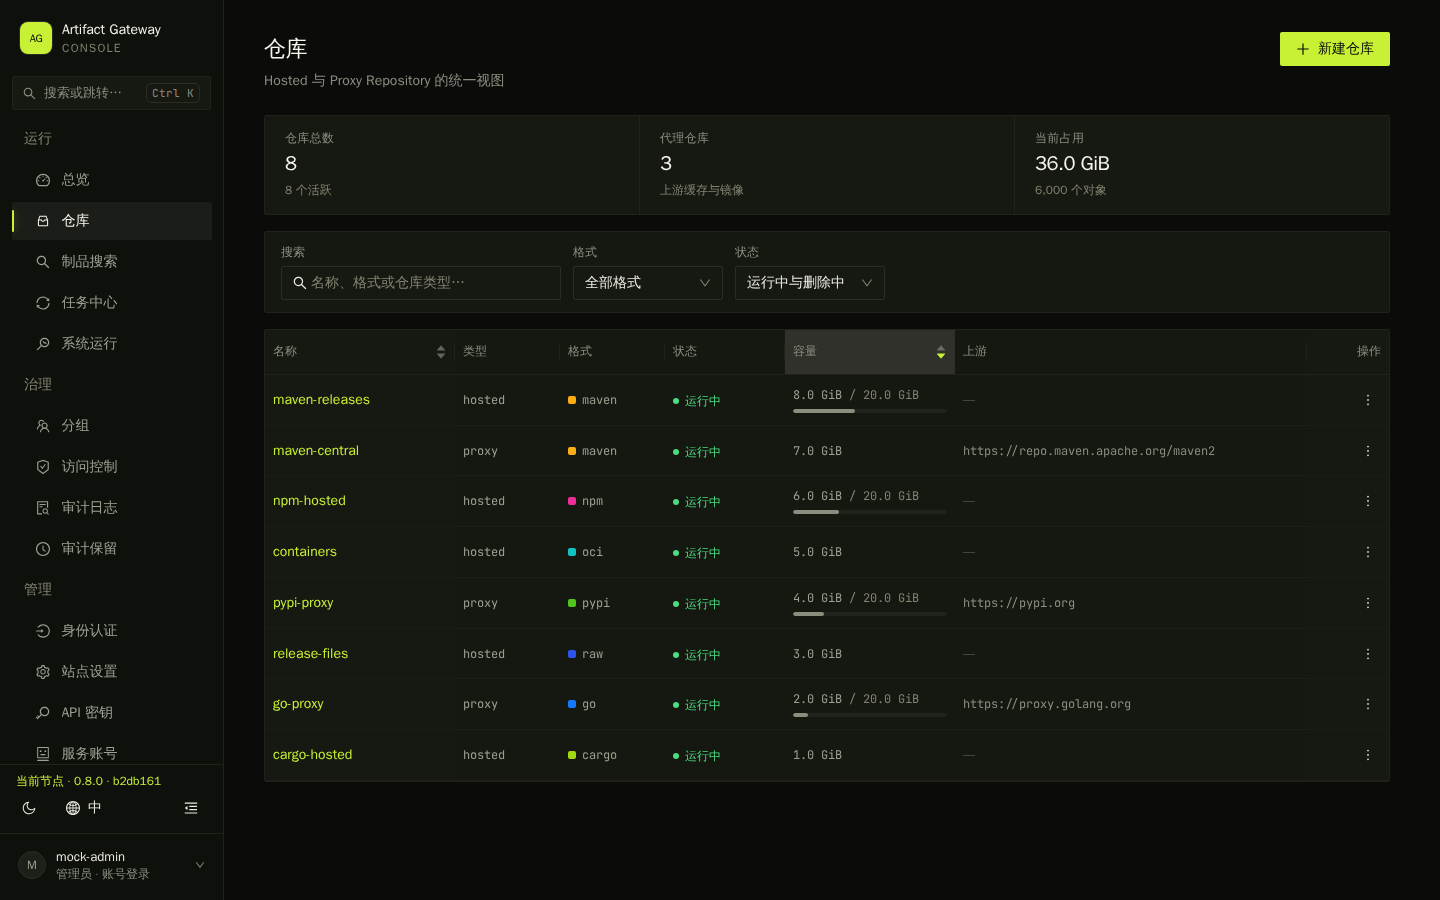 AG
Artifact Gateway
CONSOLE
搜索或跳转… Ctrl K
运行
总览
仓库
制品搜索
任务中心
系统运行
治理
分组
访问控制
审计日志
审计保留
管理
身份认证
站点设置
API 密钥
服务账号
当前节点 · 0.8.0 · b2db161
中
M
mock-admin
管理员 · 账号登录
仓库
Hosted 与 Proxy Repository 的统一视图
新建仓库
仓库总数
8
8 个活跃
代理仓库
3
上游缓存与镜像
当前占用
36.0 GiB
6,000 个对象
搜索 格式 状态
名称、格式或仓库类型… 全部格式 运行中与删除中
名称 类型 格式 状态 容量 上游 操作
maven-releases hosted maven 运行中 8.0 GiB / 20.0 GiB —
maven-central proxy maven 运行中 7.0 GiB https://repo.maven.apache.org/maven2
npm-hosted hosted npm 运行中 6.0 GiB / 20.0 GiB —
containers hosted oci 运行中 5.0 GiB —
pypi-proxy proxy pypi 运行中 4.0 GiB / 20.0 GiB https://pypi.org
release-files hosted raw 运行中 3.0 GiB —
go-proxy proxy go 运行中 2.0 GiB / 20.0 GiB https://proxy.golang.org
cargo-hosted hosted cargo 运行中 1.0 GiB —